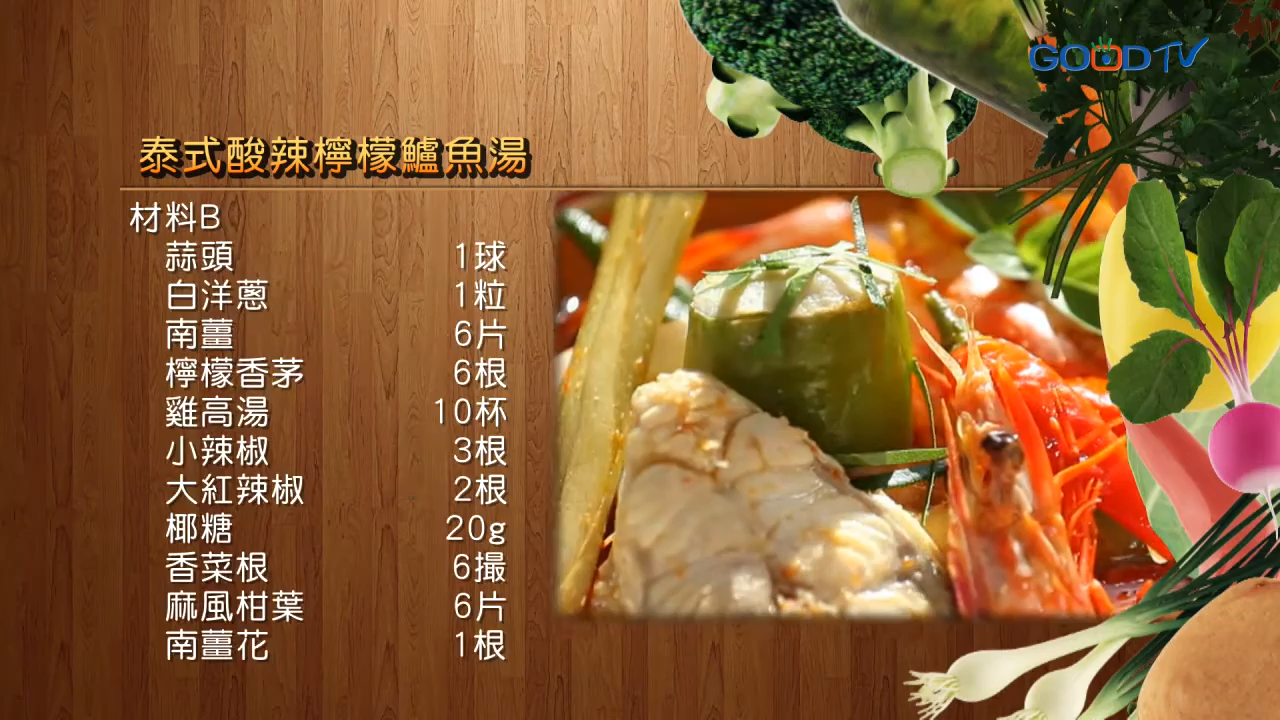 GOODTV
泰式酸辣檸檬鱸魚湯
材料B
蒜頭 1球
白洋蔥 1粒
南薑 6片
檸檬香茅 6根
雞高湯 10杯
小辣椒 3根
大紅辣椒 2根
椰糖 20g
香菜根 6撮
麻風柑葉 6片
南薑花 1根